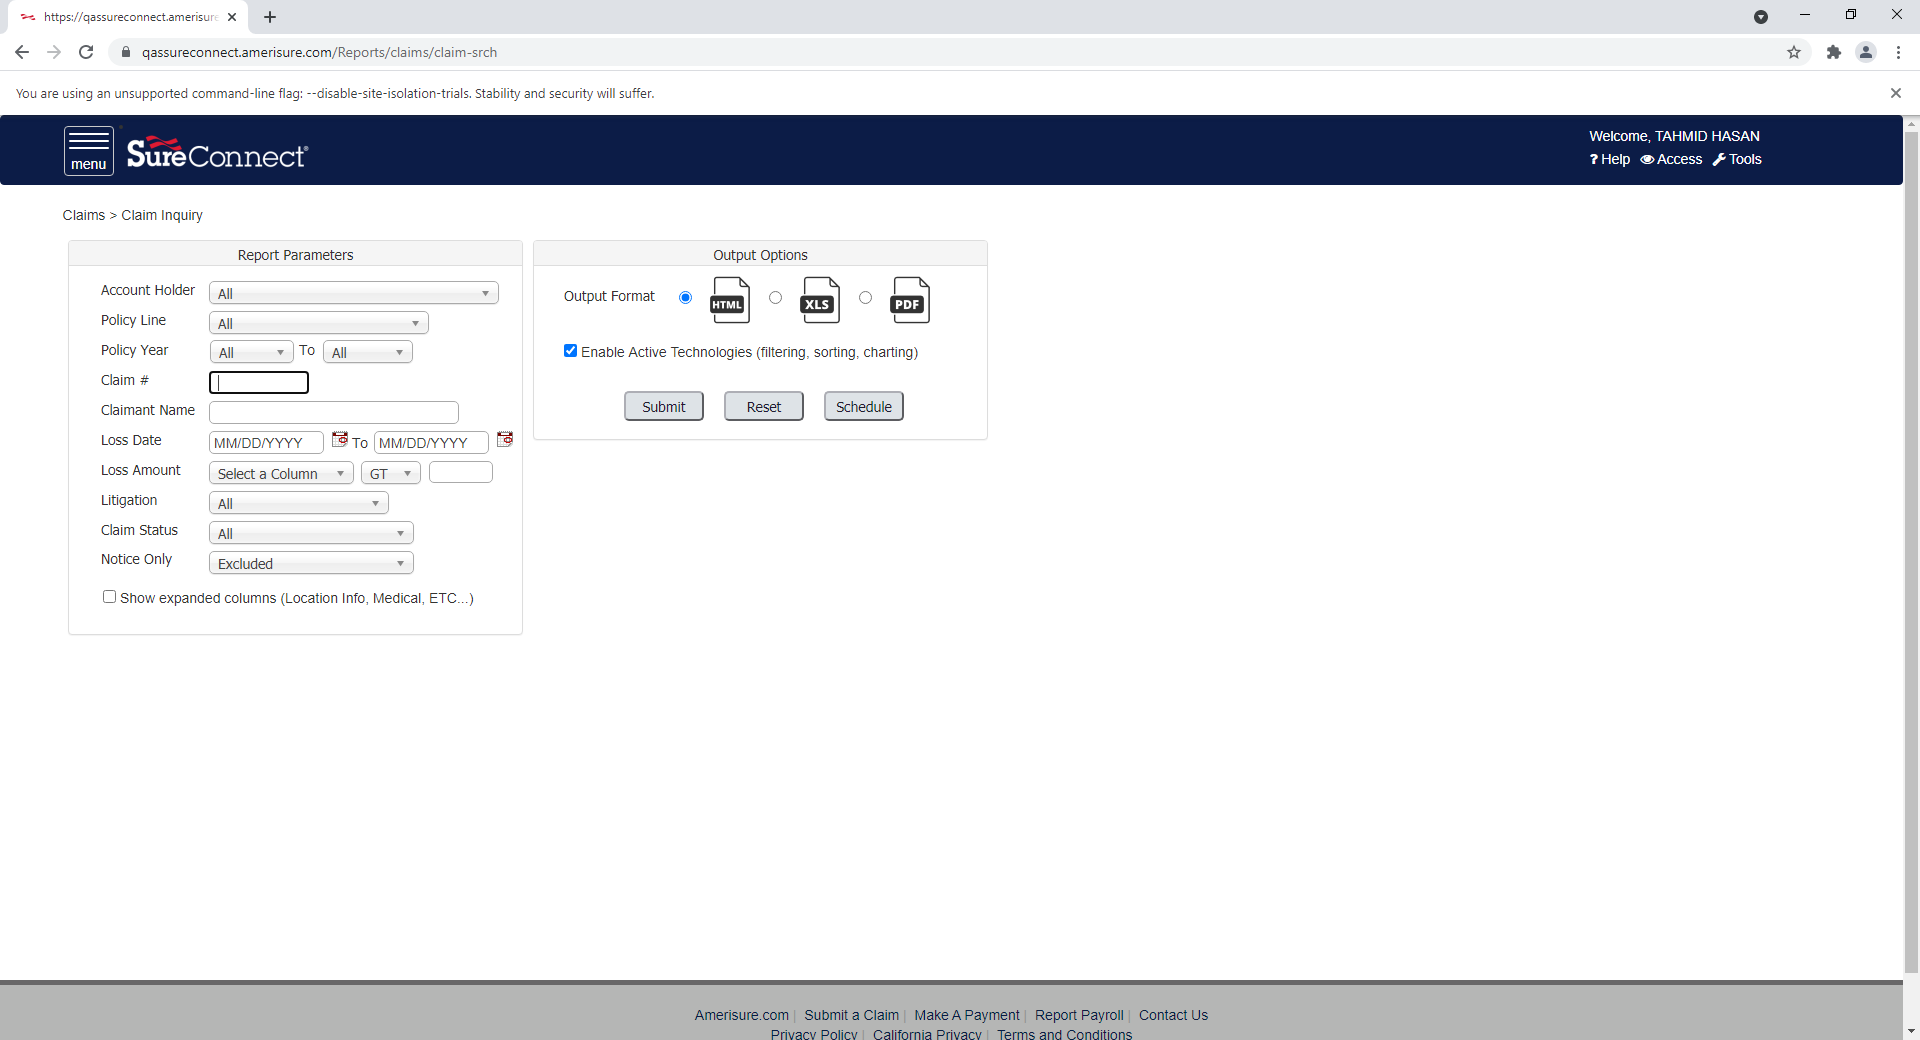 https://qassureconnect.amerisure
qassureconnect.amerisure.com/Reports/claims/claim-srch
You are using an unsupported command-line flag: --disable-site-isolation-trials. Stability and security will suffer.
menu
SureConnect®
Welcome, TAHMID HASAN
? Help Access Tools
Claims > Claim Inquiry
Report Parameters
Account Holder All
Policy Line All
Policy Year All To All
Claim #
Claimant Name
Loss Date MM/DD/YYYY To MM/DD/YYYY
Loss Amount Select a Column GT
Litigation All
Claim Status All
Notice Only Excluded
Show expanded columns (Location Info, Medical, ETC...)
Output Options
Output Format HTML XLS PDF
Enable Active Technologies (filtering, sorting, charting)
Submit Reset Schedule
Amerisure.com | Submit a Claim | Make A Payment | Report Payroll | Contact Us
Privacy Policy | California Privacy | Terms and Conditions